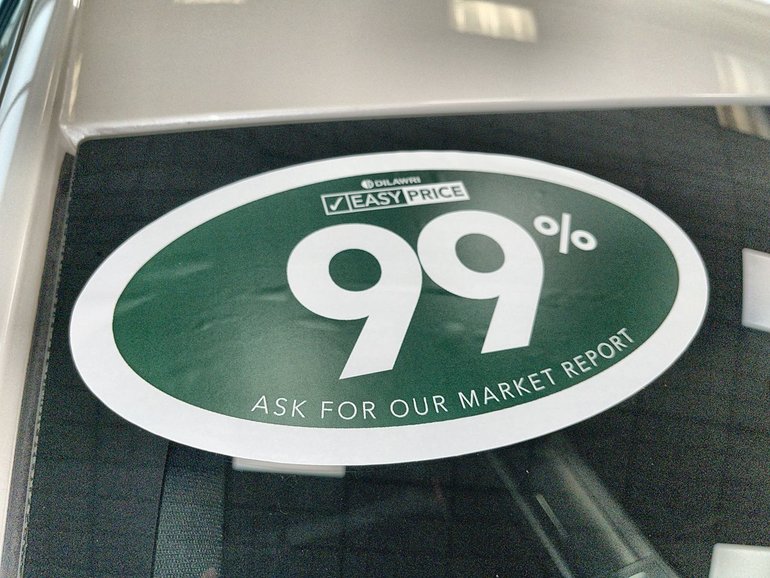 DILAWRI
✓ EASY PRICE
99%
ASK FOR OUR MARKET REPORT